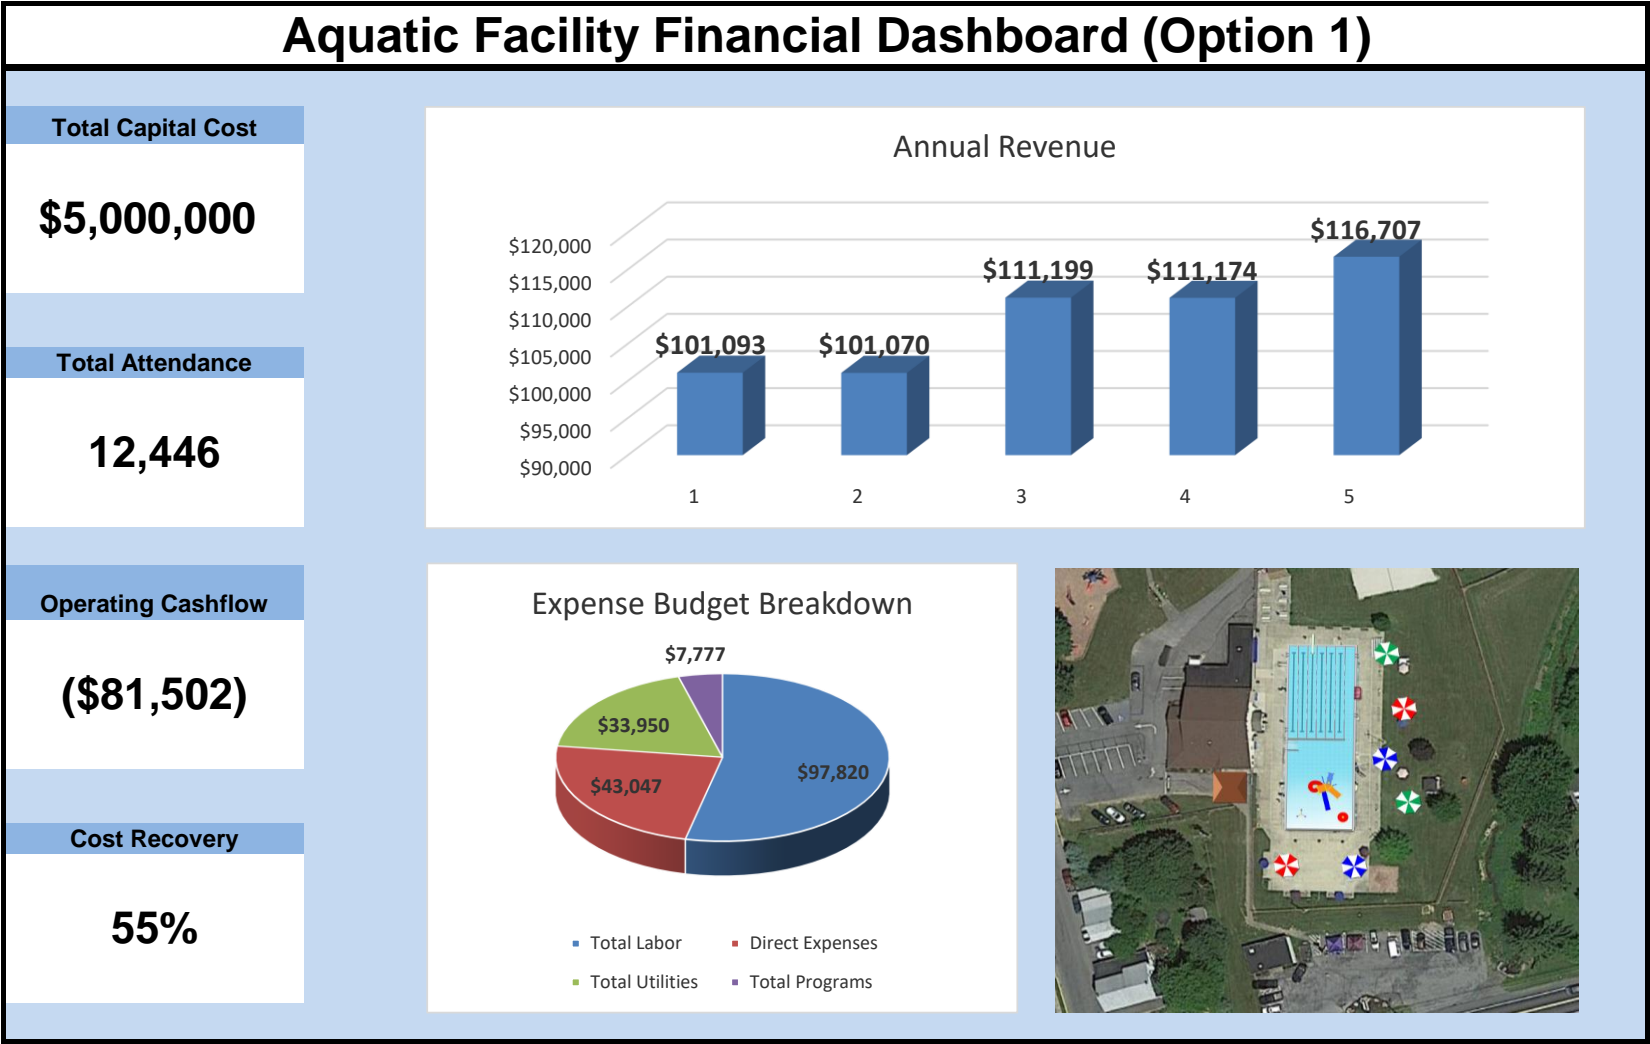 Aquatic Facility Financial Dashboard (Option 1)
Total Capital Cost
$5,000,000
Total Attendance
12,446
Operating Cashflow
($81,502)
Cost Recovery
55%
Annual Revenue
$120,000
$115,000
$110,000
$105,000
$100,000
$95,000
$90,000
$101,093
$101,070
$111,199
$111,174
$116,707
1
2
3
4
5
Expense Budget Breakdown
$7,777
$33,950
$43,047
$97,820
Total Labor
Direct Expenses
Total Utilities
Total Programs